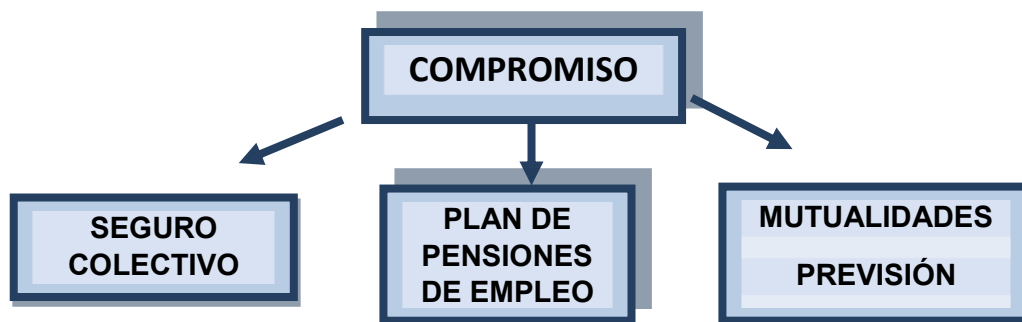 COMPROMISO
SEGURO
COLECTIVO
PLAN DE
PENSIONES
DE EMPLEO
MUTUALIDADES
PREVISIÓN